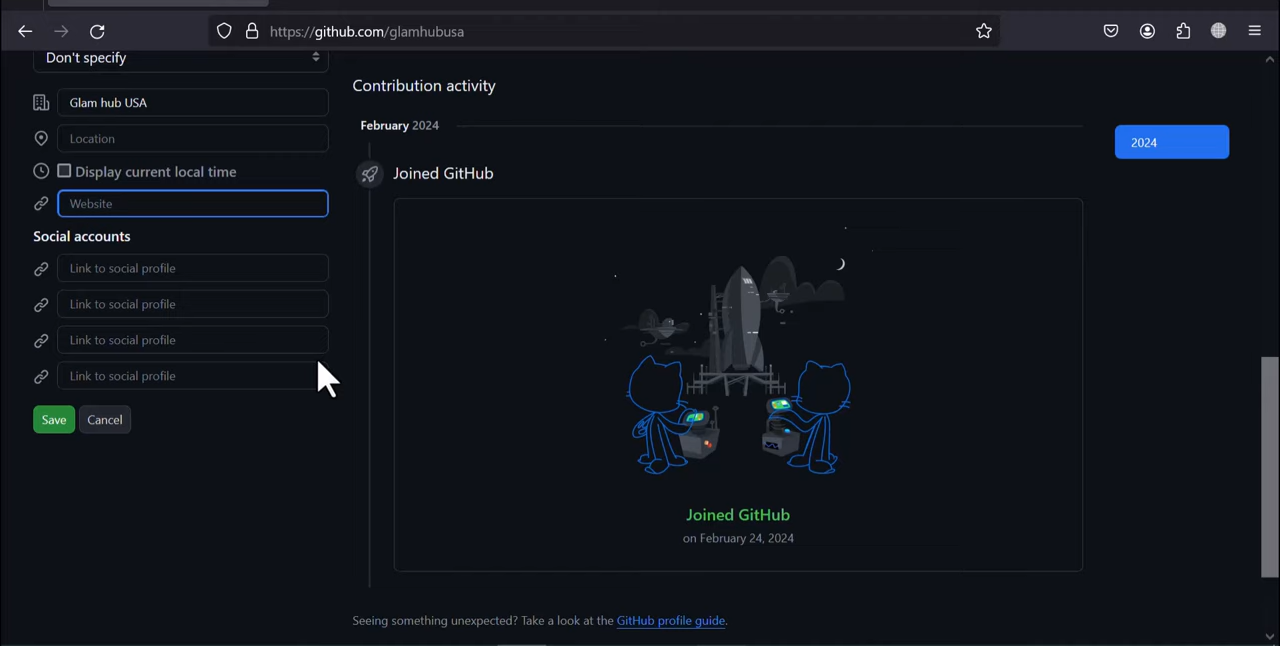 https://github.com/glamhubusa
Don't specify
Glam hub USA
Location
Display current local time
Website
Social accounts
Link to social profile
Link to social profile
Link to social profile
Link to social profile
Save
Cancel
Contribution activity
February 2024
2024
Joined GitHub
Joined GitHub
on February 24, 2024
Seeing something unexpected? Take a look at the GitHub profile guide.